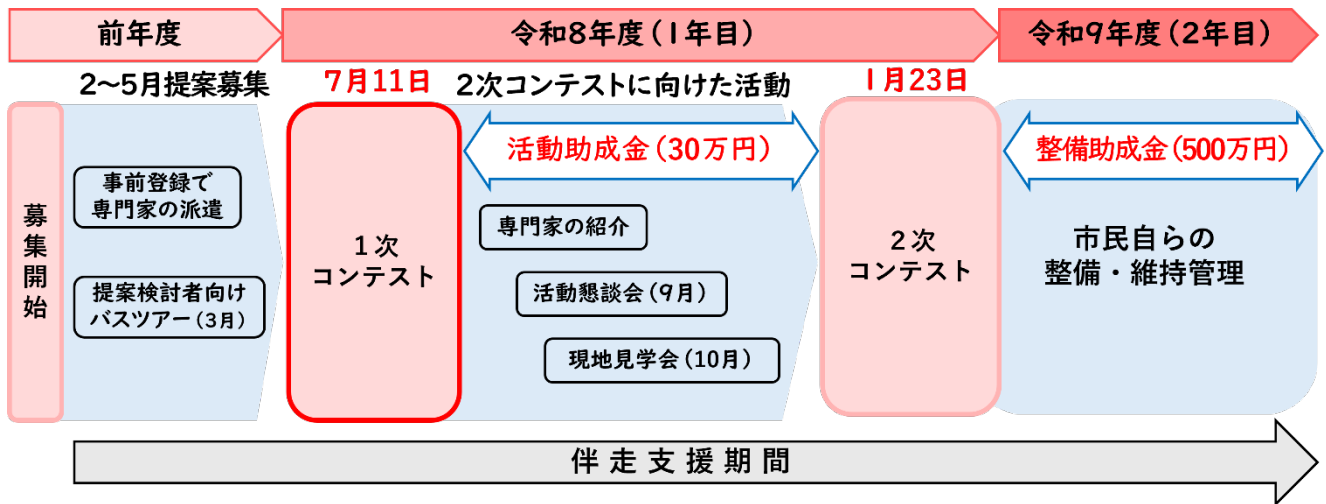 前年度
令和8年度(1年目)
令和9年度(2年目)
2～5月提案募集
7月11日
2次コンテストに向けた活動
1月23日
募集開始
事前登録で
専門家の派遣
提案検討者向け
バスツアー(3月)
1次
コンテスト
活動助成金(30万円)
専門家の紹介
活動懇談会(9月)
現地見学会(10月)
2次
コンテスト
整備助成金(500万円)
市民自らの
整備・維持管理
伴走支援期間